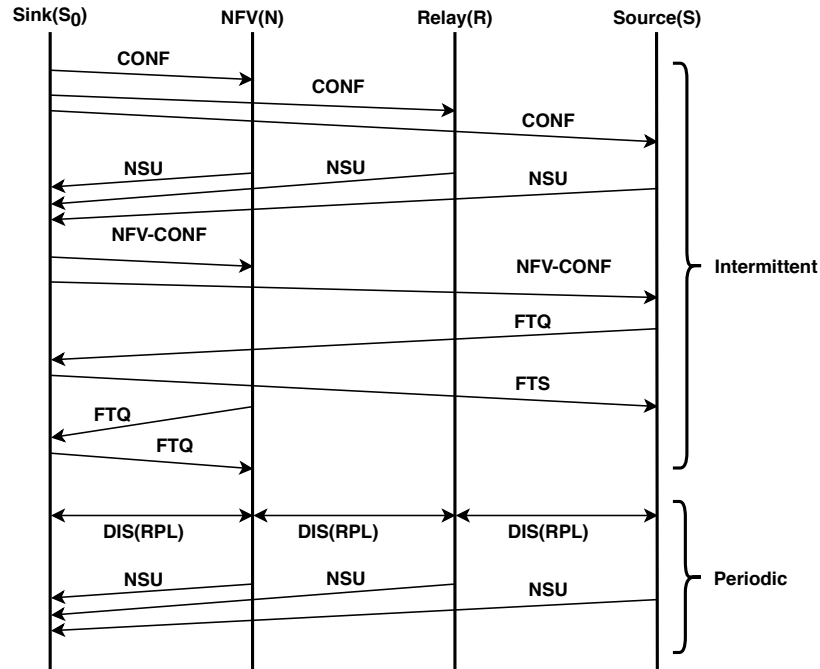 Sink(S0) NFV(N) Relay(R) Source(S)
CONF
CONF
CONF
NSU NSU
NSU
NFV-CONF
NFV-CONF
Intermittent
FTQ
FTS
FTQ
FTQ
DIS(RPL) DIS(RPL) DIS(RPL)
NSU NSU
NSU
Periodic